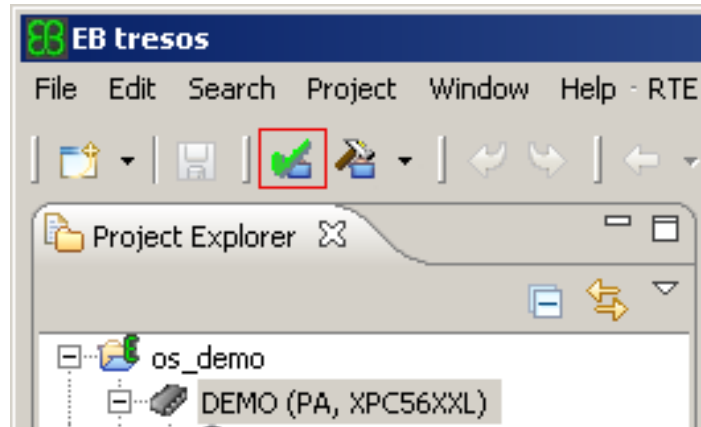 EB tresos
File Edit Search Project Window Help - RTE
Project Explorer
os_demo
DEMO (PA, XPC56XXL)